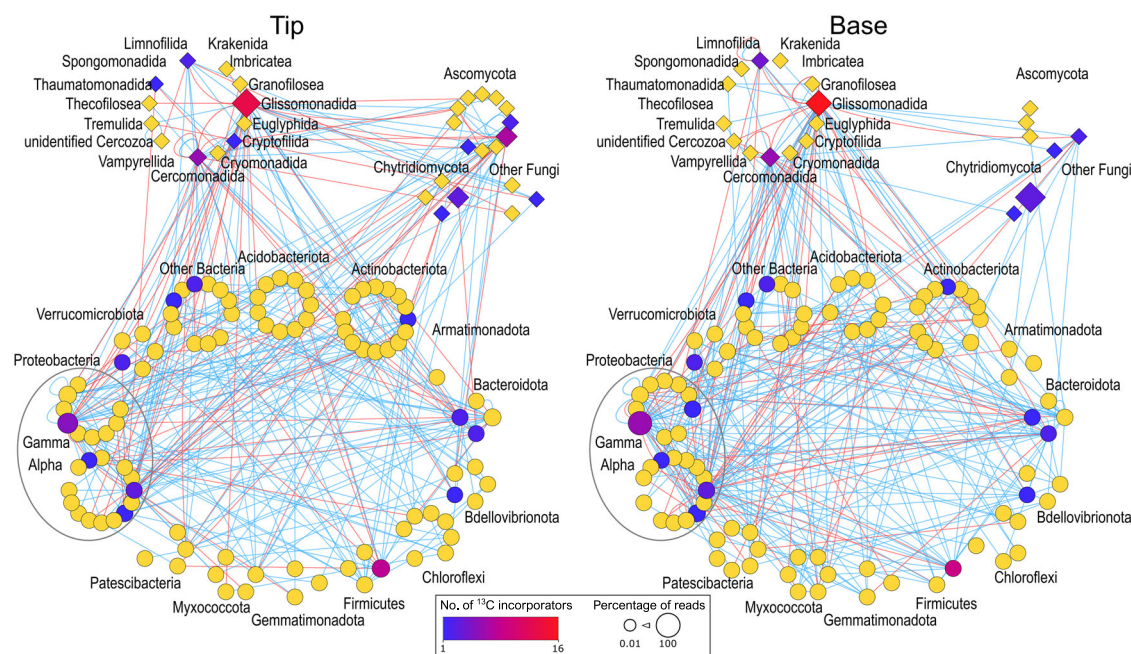 Tip
Limnofilida
Krakenida
Spongomonadida
Imbricatea
Thaumatomonadida
Granofilosea
Ascomycota
Thecofilosea
Glissomonadida
Tremulida
Euglyphida
unidentified Cercozoa
Cryptofilida
Vampyrellida
Cryomonadida
Cercomonadida
Chytridiomycota
Other Fungi
Other Bacteria
Acidobacteriota
Actinobacteriota
Verrucomicrobiota
Armatimonadota
Proteobacteria
Bacteroidota
Gamma
Alpha
Bdellovibrionota
Patescibacteria
Chloroflexi
Myxococcota
Firmicutes
Gemmatimonadota
Base
Limnofilida
Krakenida
Spongomonadida
Imbricatea
Thaumatomonadida
Granofilosea
Ascomycota
Thecofilosea
Glissomonadida
Tremulida
Euglyphida
unidentified Cercozoa
Cryptofilida
Vampyrellida
Cryomonadida
Cercomonadida
Chytridiomycota
Other Fungi
Other Bacteria
Acidobacteriota
Actinobacteriota
Verrucomicrobiota
Armatimonadota
Proteobacteria
Bacteroidota
Gamma
Alpha
Bdellovibrionota
Patescibacteria
Chloroflexi
Myxococcota
Firmicutes
Gemmatimonadota
No. of ¹³C incorporators
1 16
Percentage of reads
0.01 100